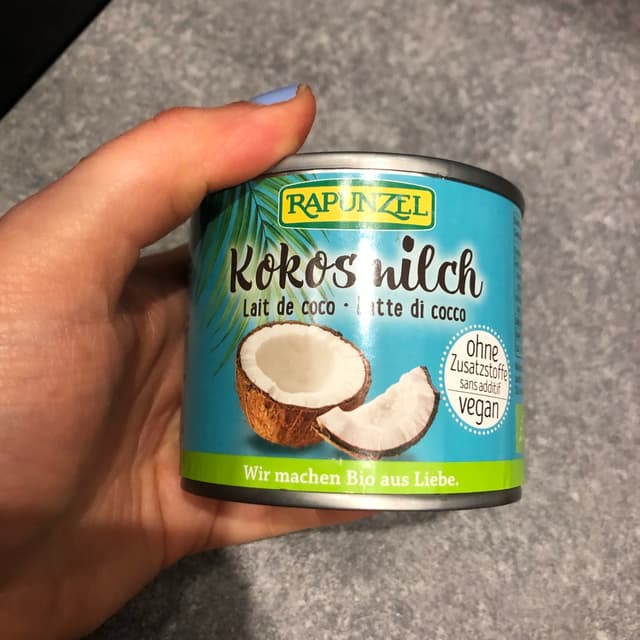 RAPUNZEL
Kokosmilch
Lait de coco · Latte di cocco
ohne
Zusatzstoffe
sans additif
vegan
Wir machen Bio aus Liebe.